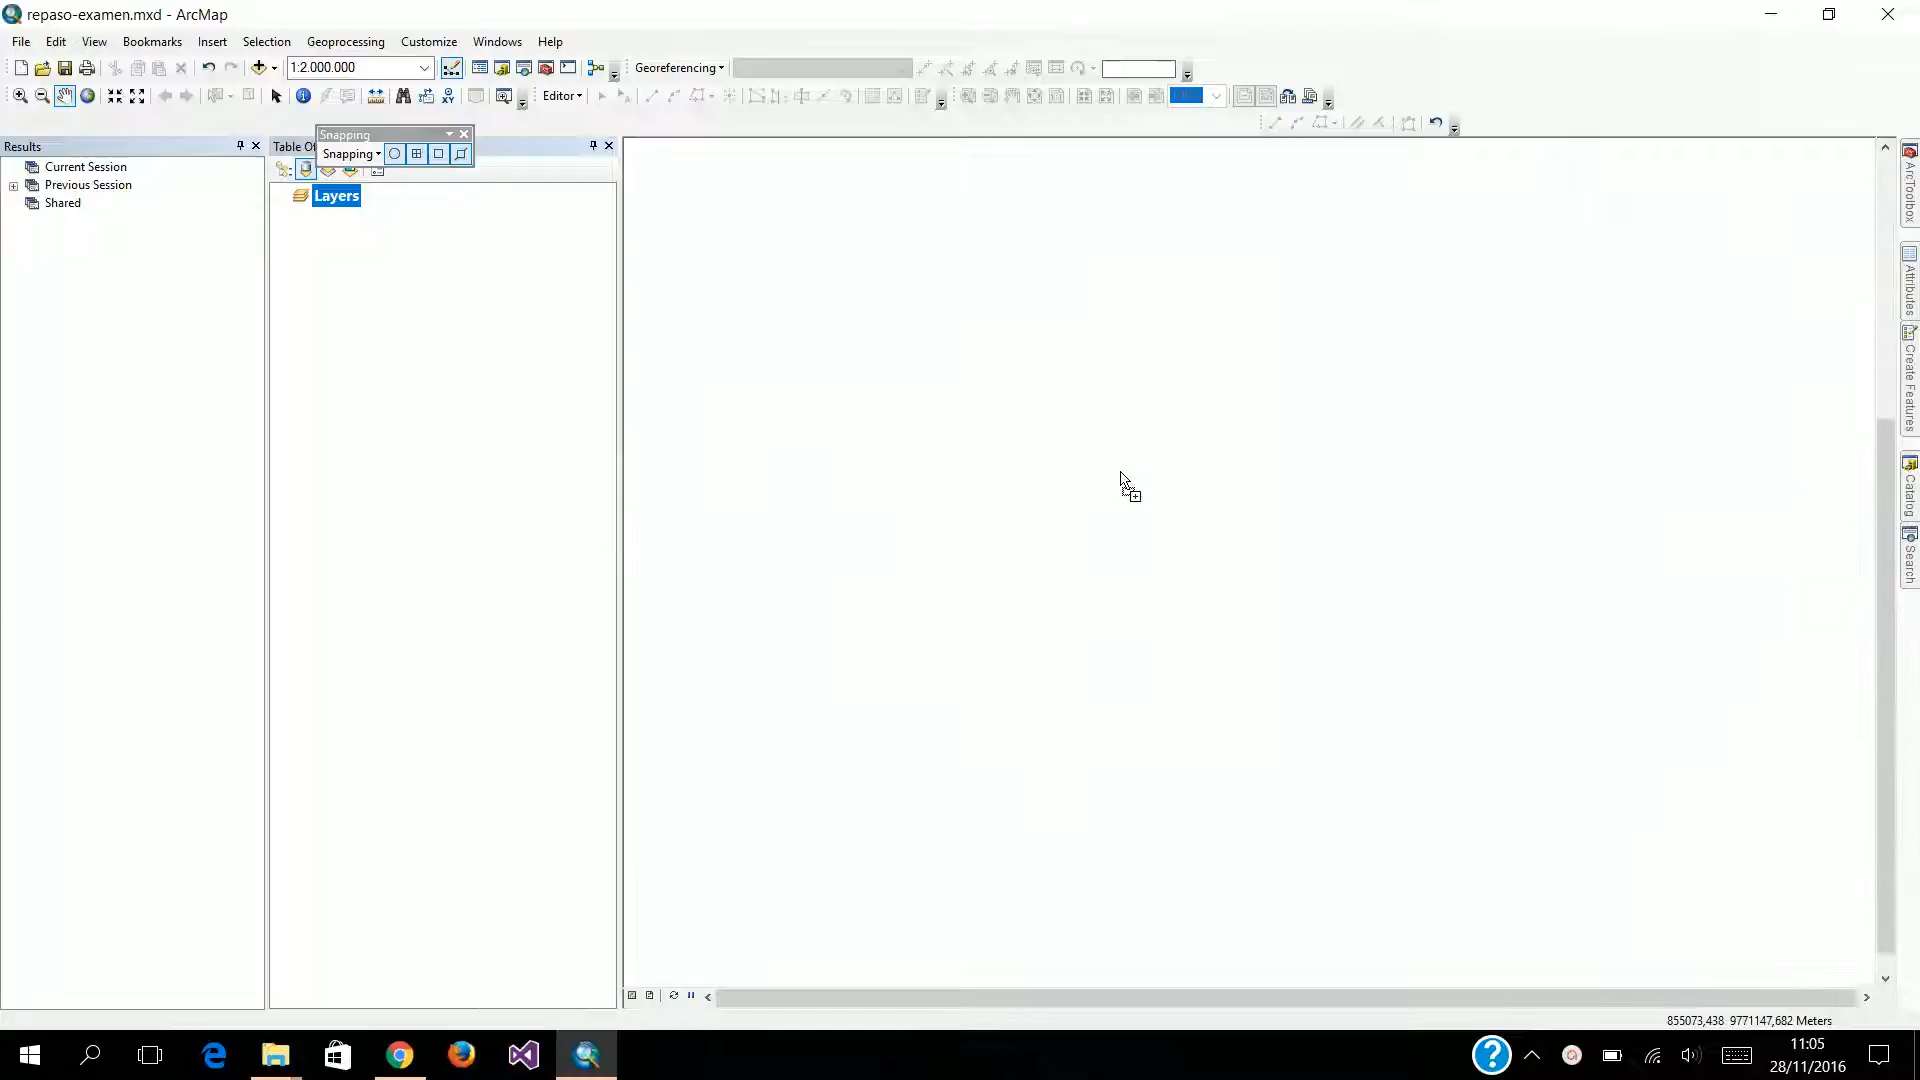 repaso-examen.mxd - ArcMap
File Edit View Bookmarks Insert Selection Geoprocessing Customize Windows Help
1:2.000.000 Georeferencing
Editor
Results
Current Session
Previous Session
Shared
Snapping
Table Of
Snapping
Layers
ArcToolbox
Attributes
Create Features
Catalog
Search
855073,438 9771147,682 Meters
11:05
28/11/2016